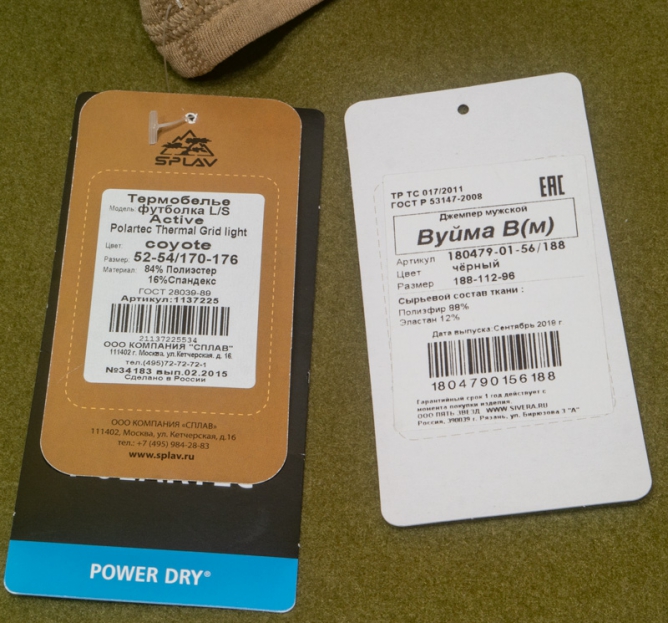 SPLAV
Термобелье
Модель: футболка L/S
Active
Polartec Thermal Grid light
Цвет: coyote
Размер: 52-54/170-176
Материал: 84% Полиэстер
16%Спандекс
ГОСТ 28039-89
Артикул:1137225
21137225534
ООО КОМПАНИЯ "СПЛАВ"
111402 г. Москва, ул.Кетчерская, д. 16,
тел.(495)72-72-72-1
№34183 вып.02.2015
Сделано в России
ООО КОМПАНИЯ «СПЛАВ»
111402, Москва, ул. Кетчерская, д.16
тел.: +7 (495) 984-28-83
www.splav.ru
POWER DRY®
ТР ТС 017/2011
ГОСТ Р 53147-2008
EAC
Джемпер мужской
Вуйма В(м)
Артикул 180479-01-56/188
Цвет чёрный
Размер 188-112-96
Сырьевой состав ткани :
Полиэфир 88%
Эластан 12%
Дата выпуска:Сентябрь 2018 г
1804790156188
Гарантийный срок 1 год действует с
момента покупки изделия.
ООО ПЯТЬ ЗВЁЗД WWW.SIVERA.RU
Россия, 390039 г. Рязань, ул. Бирюзова 3 "А"